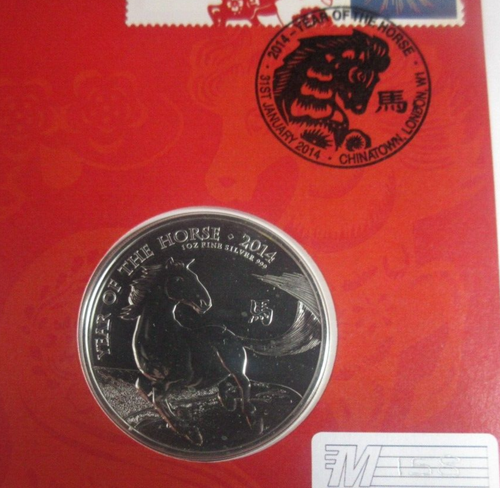 2014 - YEAR OF THE HORSE
馬
31ST JANUARY 2014 · CHINATOWN, LONDON, W1
YEAR OF THE HORSE · 2014
1OZ FINE SILVER 999
馬
M